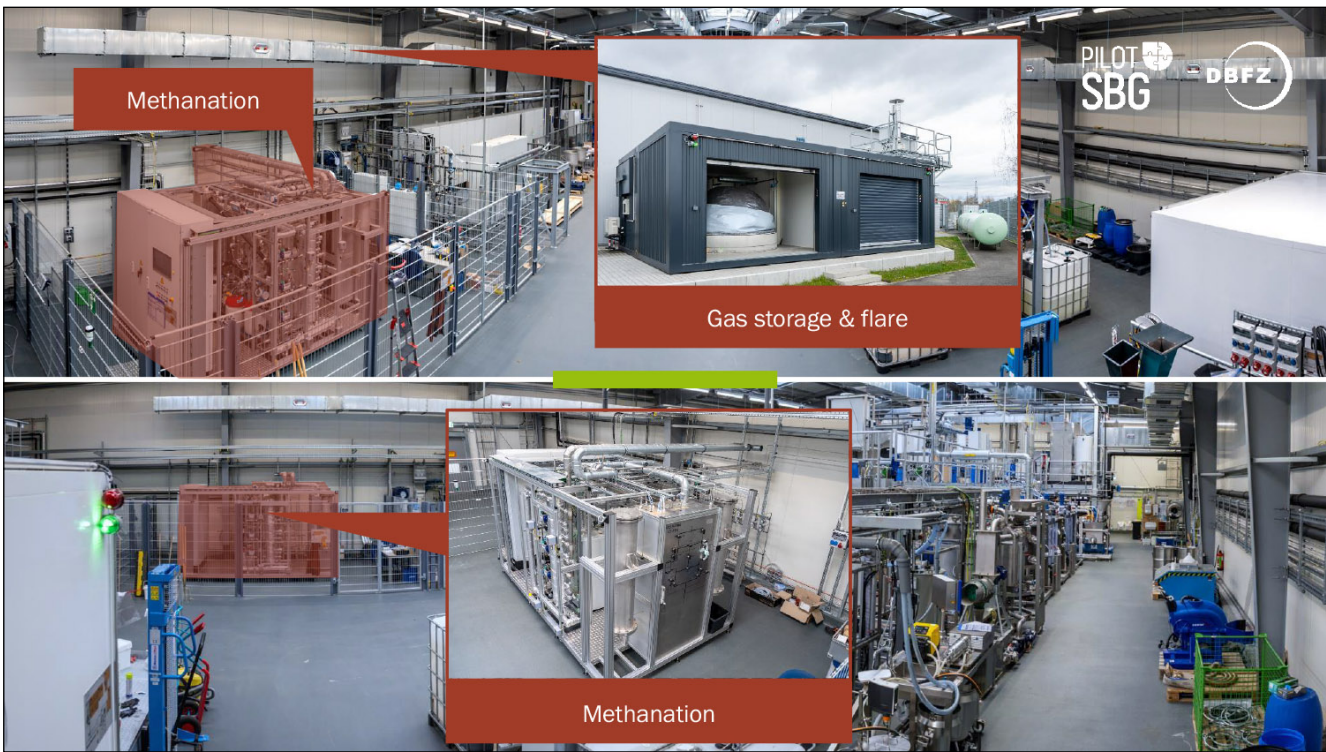 Methanation
PILOT
SBG
DBFZ
Gas storage & flare
Methanation